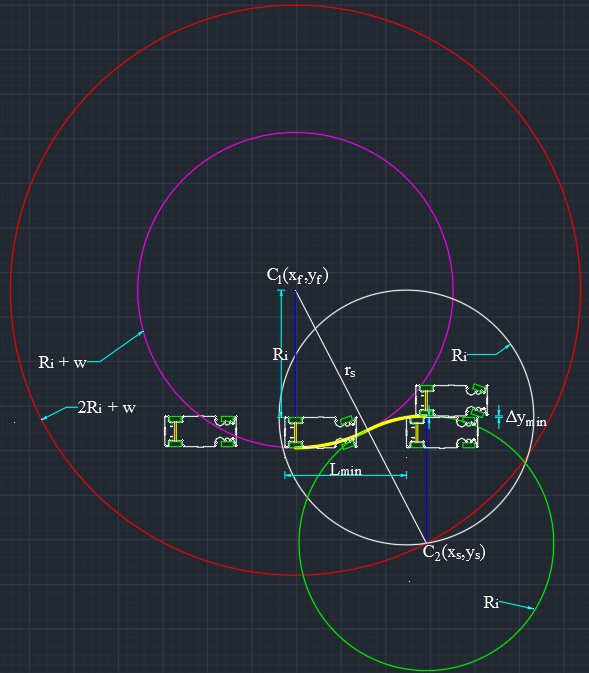 C₁(xf,yf)
Ri
rs
Ri
Ri + w
2Ri + w
Δymin
Lmin
C₂(xs,ys)
Ri